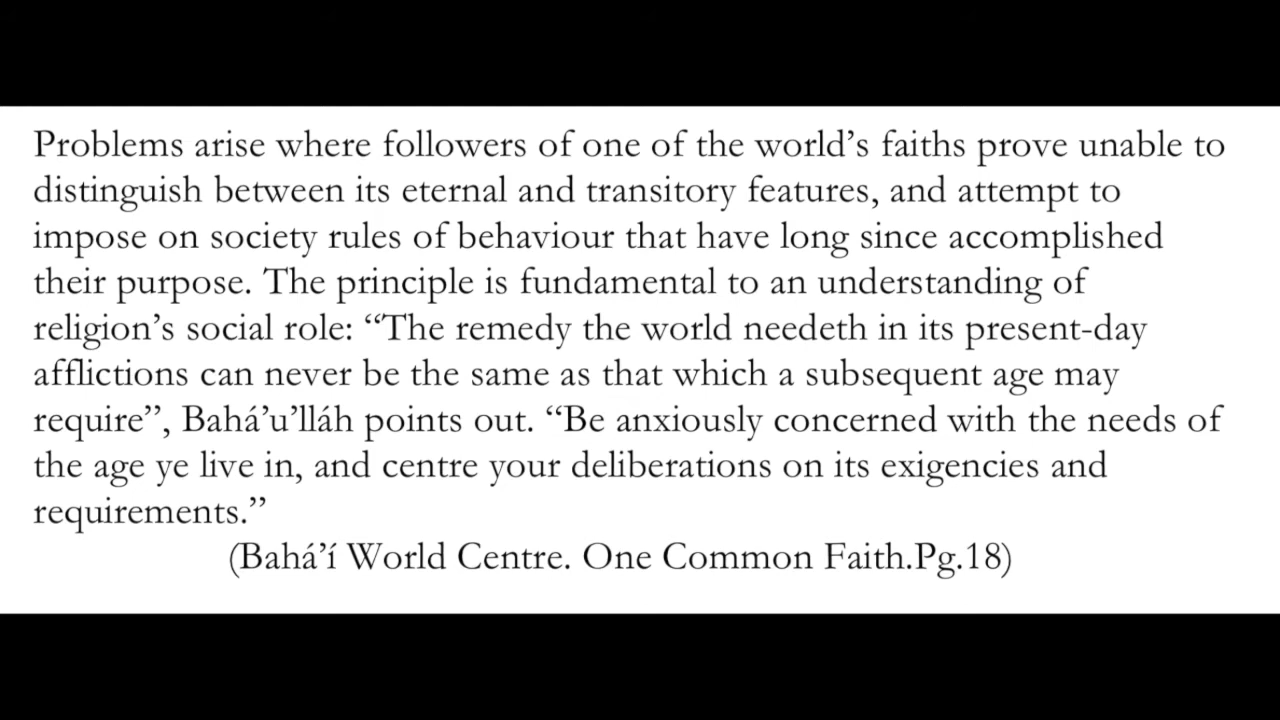 Problems arise where followers of one of the world’s faiths prove unable to
distinguish between its eternal and transitory features, and attempt to
impose on society rules of behaviour that have long since accomplished
their purpose. The principle is fundamental to an understanding of
religion’s social role: “The remedy the world needeth in its present-day
afflictions can never be the same as that which a subsequent age may
require”, Bahá’u’lláh points out. “Be anxiously concerned with the needs of
the age ye live in, and centre your deliberations on its exigencies and
requirements.”
(Bahá’í World Centre. One Common Faith.Pg.18)